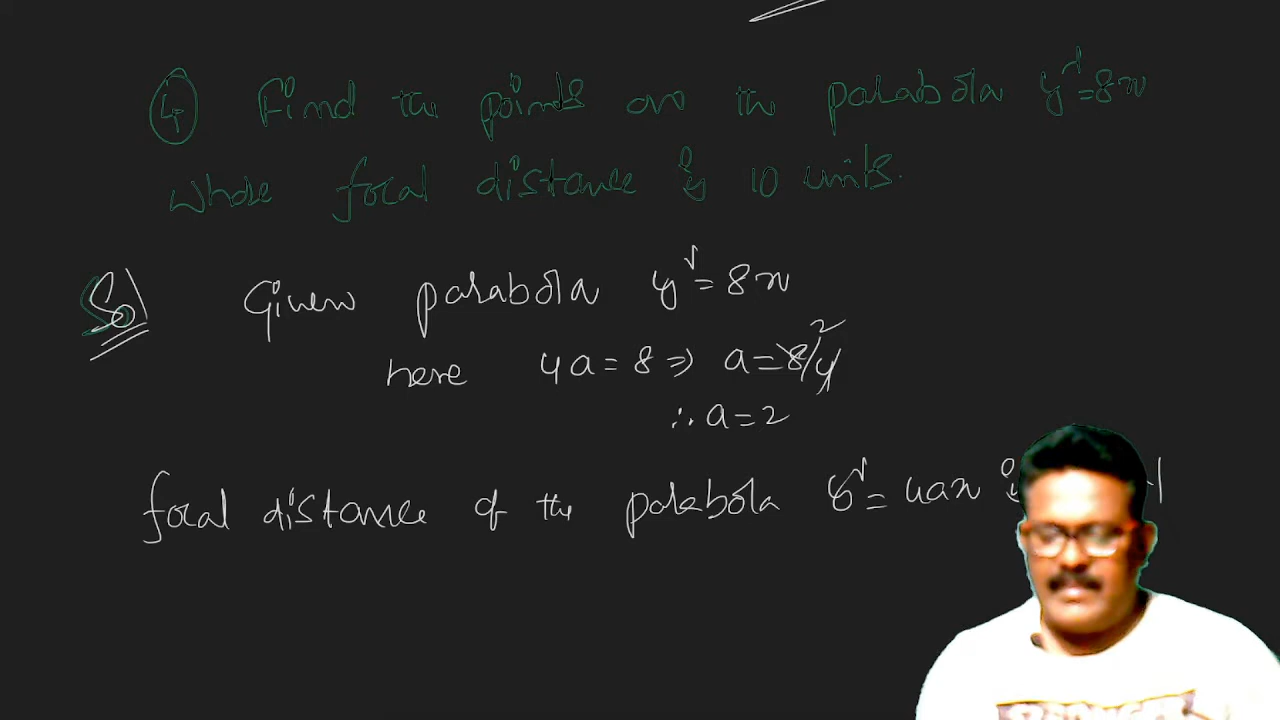 ④ Find the points on the parabola y² = 8x
whose focal distance is 10 units.
Sol Given parabola y² = 8x
here 4a = 8 ⇒ a = 8/4 2
∴ a = 2
focal distance of the parabola y² = 4ax is